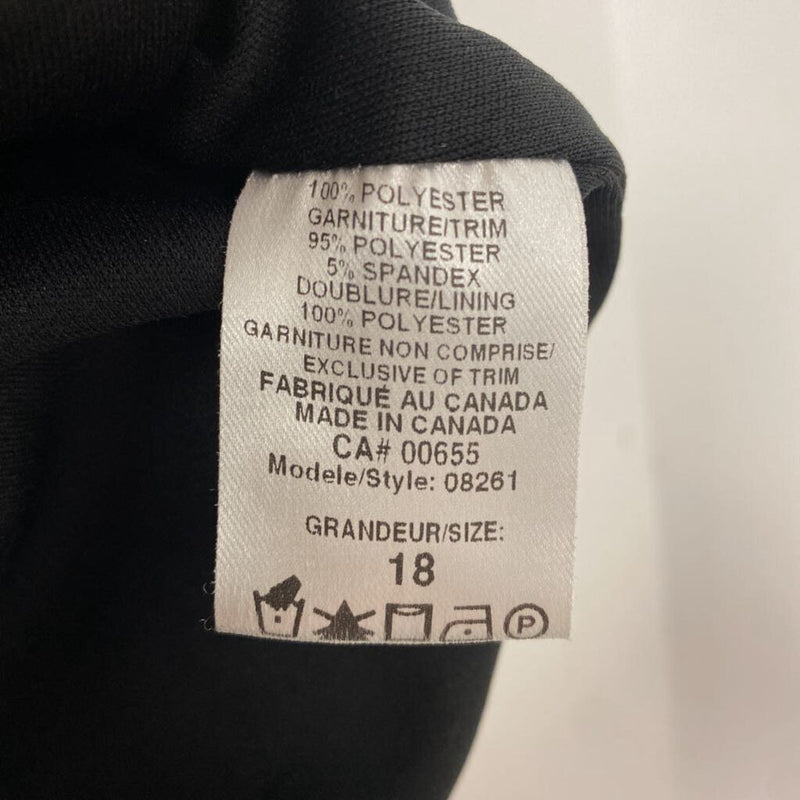 100% POLYESTER
GARNITURE/TRIM
95% POLYESTER
5% SPANDEX
DOUBLURE/LINING
100% POLYESTER
GARNITURE NON COMPRISE/
EXCLUSIVE OF TRIM
FABRIQUÉ AU CANADA
MADE IN CANADA
CA# 00655
Modele/Style: 08261
GRANDEUR/SIZE:
18
P